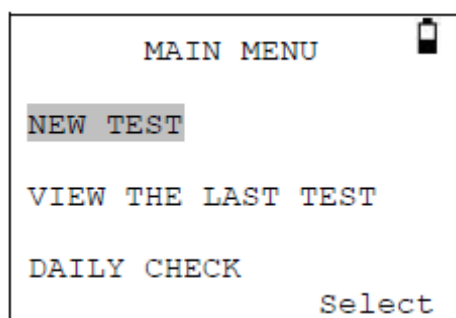 MAIN MENU
NEW TEST
VIEW THE LAST TEST
DAILY CHECK
Select